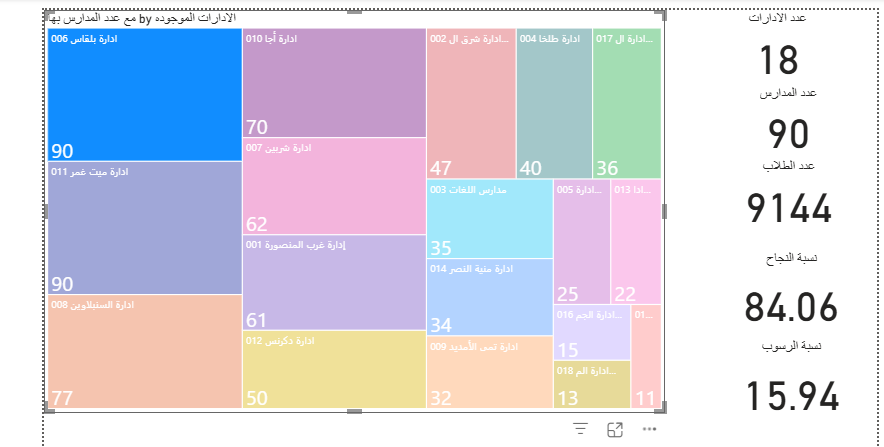 الادارات الموجوده by مع عدد المدارس بها
006 ادارة بلقاس
90
011 ادارة ميت غمر
90
008 ادارة السنبلاوين
77
010 ادارة أجا
70
007 ادارة شربين
62
001 إدارة غرب المنصورة
61
012 ادارة دكرنس
50
002 ادارة شرق ال...
47
004 ادارة طلخا
40
017 ادارة ال...
36
003 مدارس اللغات
35
014 ادارة منية النصر
34
009 ادارة تمى الأمديد
32
005 ادارة...
25
013 ادا...
22
016 ادارة الجم...
15
018 ادارة الم...
13
01...
11
عدد الادارات
18
عدد المدارس
90
عدد الطلاب
9144
نسبة النجاح
84.06
نسبة الرسوب
15.94